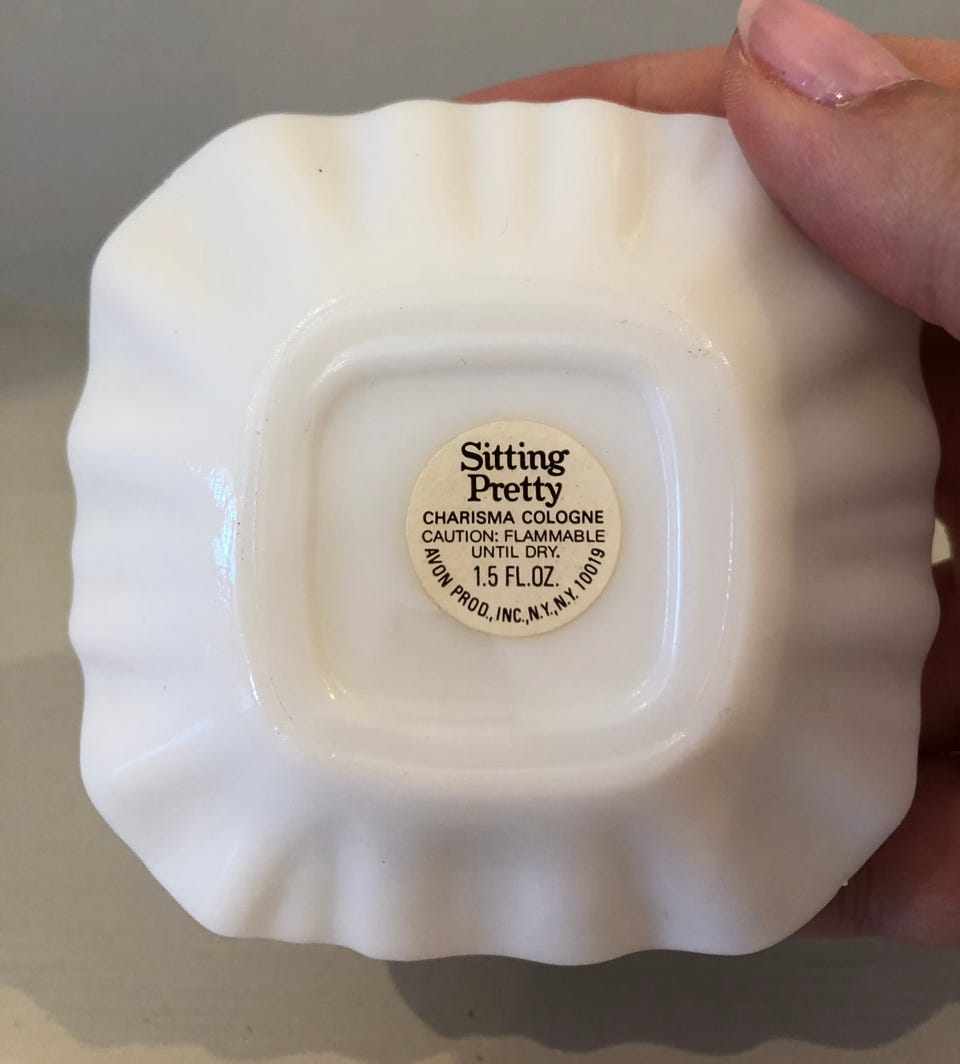 Sitting
Pretty
CHARISMA COLOGNE
CAUTION: FLAMMABLE
UNTIL DRY.
1.5 FL.OZ.
AVON PROD., INC., N.Y., N.Y. 10019